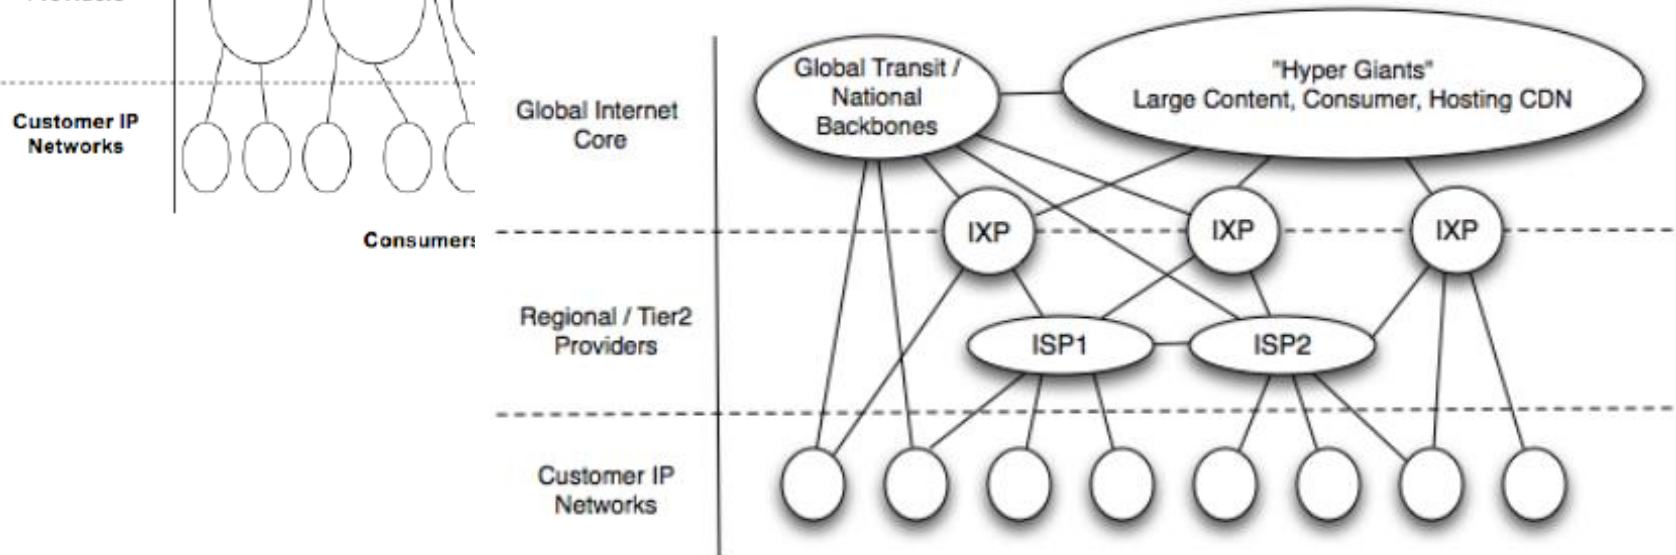 Customer IP
Networks
Consumers
Global Internet
Core
Global Transit /
National
Backbones
"Hyper Giants"
Large Content, Consumer, Hosting CDN
IXP
IXP
IXP
Regional / Tier2
Providers
ISP1
ISP2
Customer IP
Networks